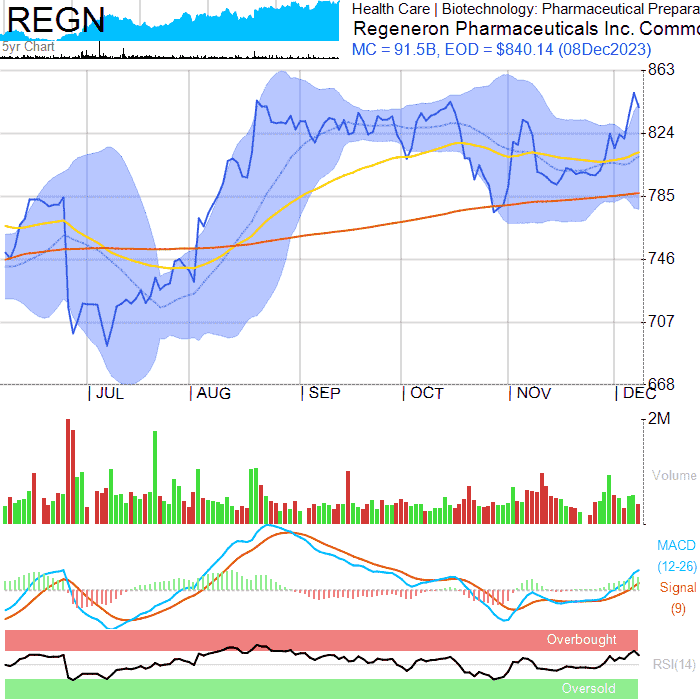 REGN
5yr Chart
Health Care | Biotechnology: Pharmaceutical Prepara
Regeneron Pharmaceuticals Inc. Commo
MC = 91.5B, EOD = $840.14 (08Dec2023)
863
824
785
746
707
668
JUL AUG SEP OCT NOV DEC
2M
Volume
MACD
(12-26)
Signal
(9)
Overbought
RSI(14)
Oversold